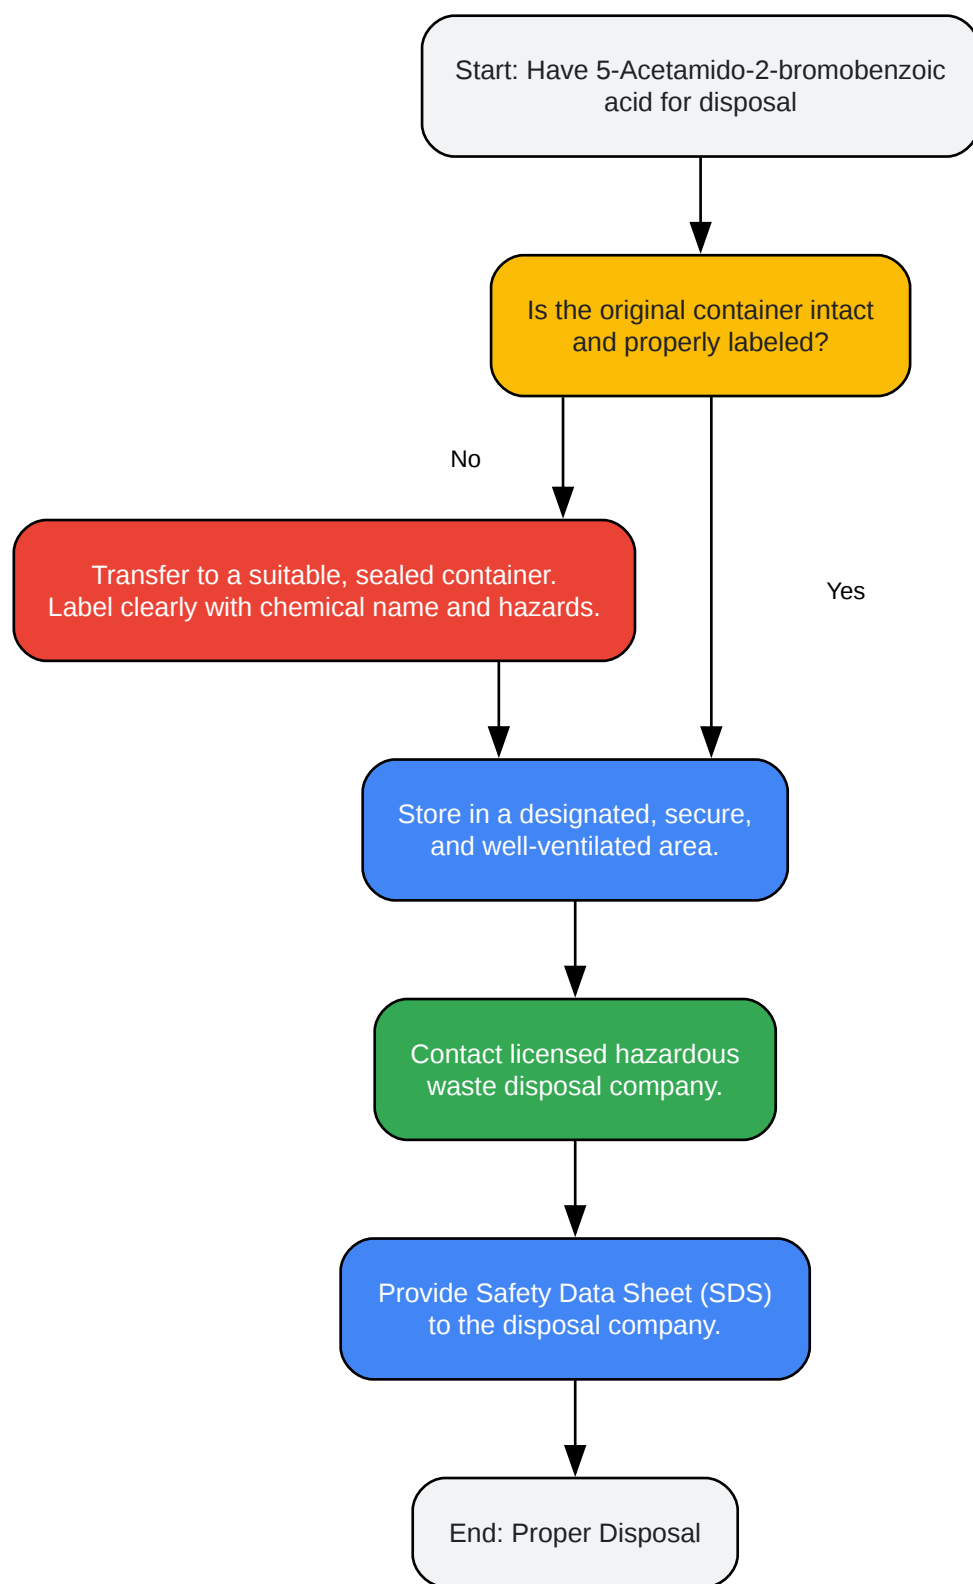 Start: Have 5-Acetamido-2-bromobenzoic
acid for disposal
Is the original container intact
and properly labeled?
No
Transfer to a suitable, sealed container.
Label clearly with chemical name and hazards.
Yes
Store in a designated, secure,
and well-ventilated area.
Contact licensed hazardous
waste disposal company.
Provide Safety Data Sheet (SDS)
to the disposal company.
End: Proper Disposal